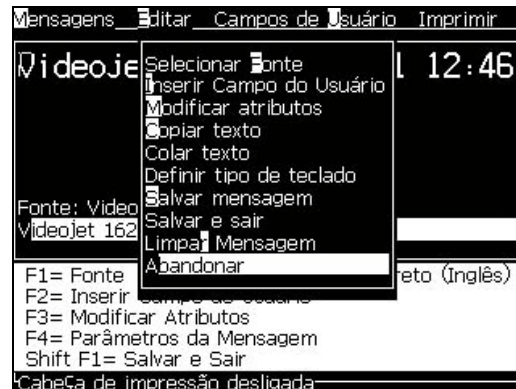 Mensagens Editar Campos de Usuário Imprimir
Videoje
12:46
Selecionar Fonte
Inserir Campo do Usuário
Modificar atributos
Copiar texto
Colar texto
Definir tipo de teclado
Salvar mensagem
Salvar e sair
Limpar Mensagem
Abandonar
Fonte: Video
Videojet 162
F1= Fonte reto (Inglês)
F2= Inserir Campo do Usuário
F3= Modificar Atributos
F4= Parâmetros da Mensagem
Shift F1= Salvar e Sair
Cabeça de impressão desligada